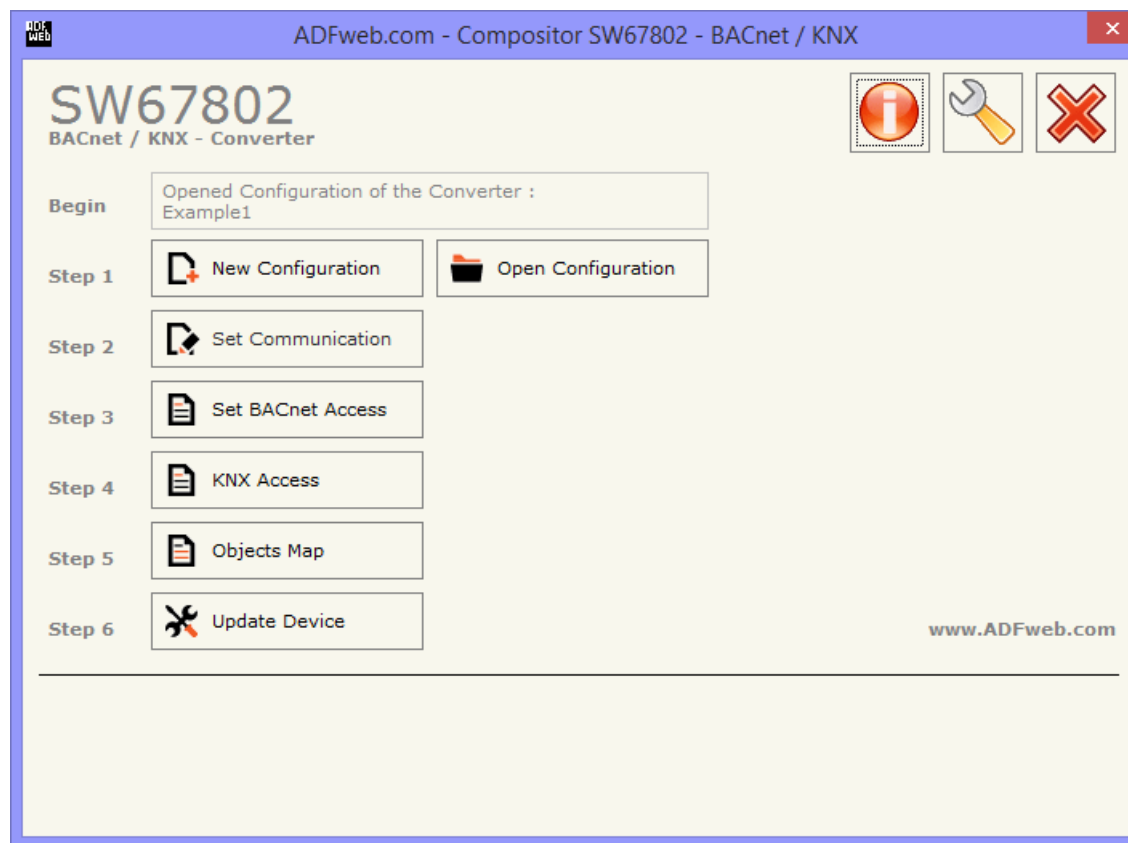 ADF
WEB
ADFweb.com - Compositor SW67802 - BACnet / KNX
SW67802
BACnet / KNX - Converter
Begin
Opened Configuration of the Converter :
Example1
Step 1
New Configuration
Open Configuration
Step 2
Set Communication
Step 3
Set BACnet Access
Step 4
KNX Access
Step 5
Objects Map
Step 6
Update Device
www.ADFweb.com